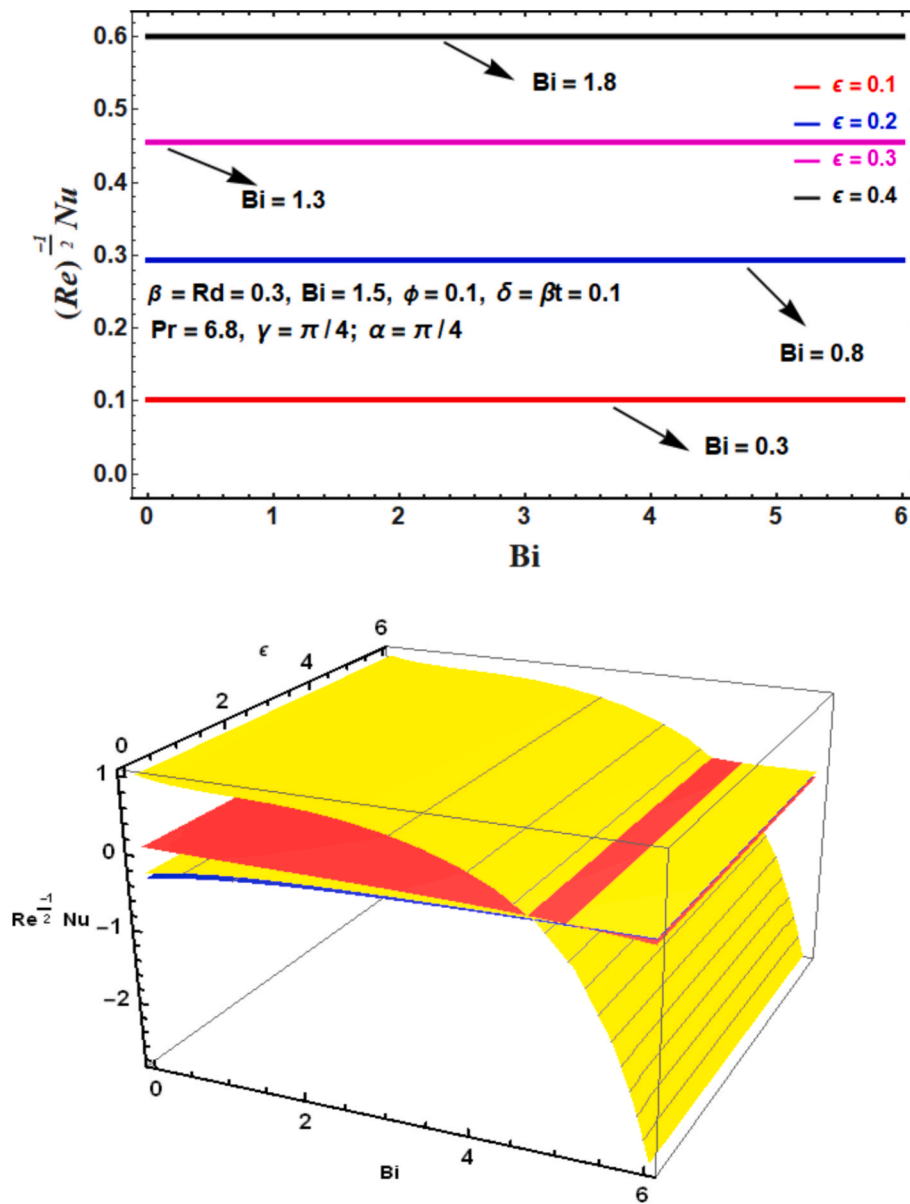 0.6
Bi = 1.8
ϵ = 0.1
0.5
ϵ = 0.2
ϵ = 0.3
0.4
Bi = 1.3
ϵ = 0.4
(Re)^{-1/2} Nu
0.3
β = Rd = 0.3, Bi = 1.5, ϕ = 0.1, δ = βt = 0.1
0.2
Pr = 6.8, γ = π / 4; α = π / 4
Bi = 0.8
0.1
Bi = 0.3
0.0
0 1 2 3 4 5 6
Bi
6
ϵ
4
2
0
1
0
Re^{-1/2} Nu
−1
−2
0
2
4
Bi
6